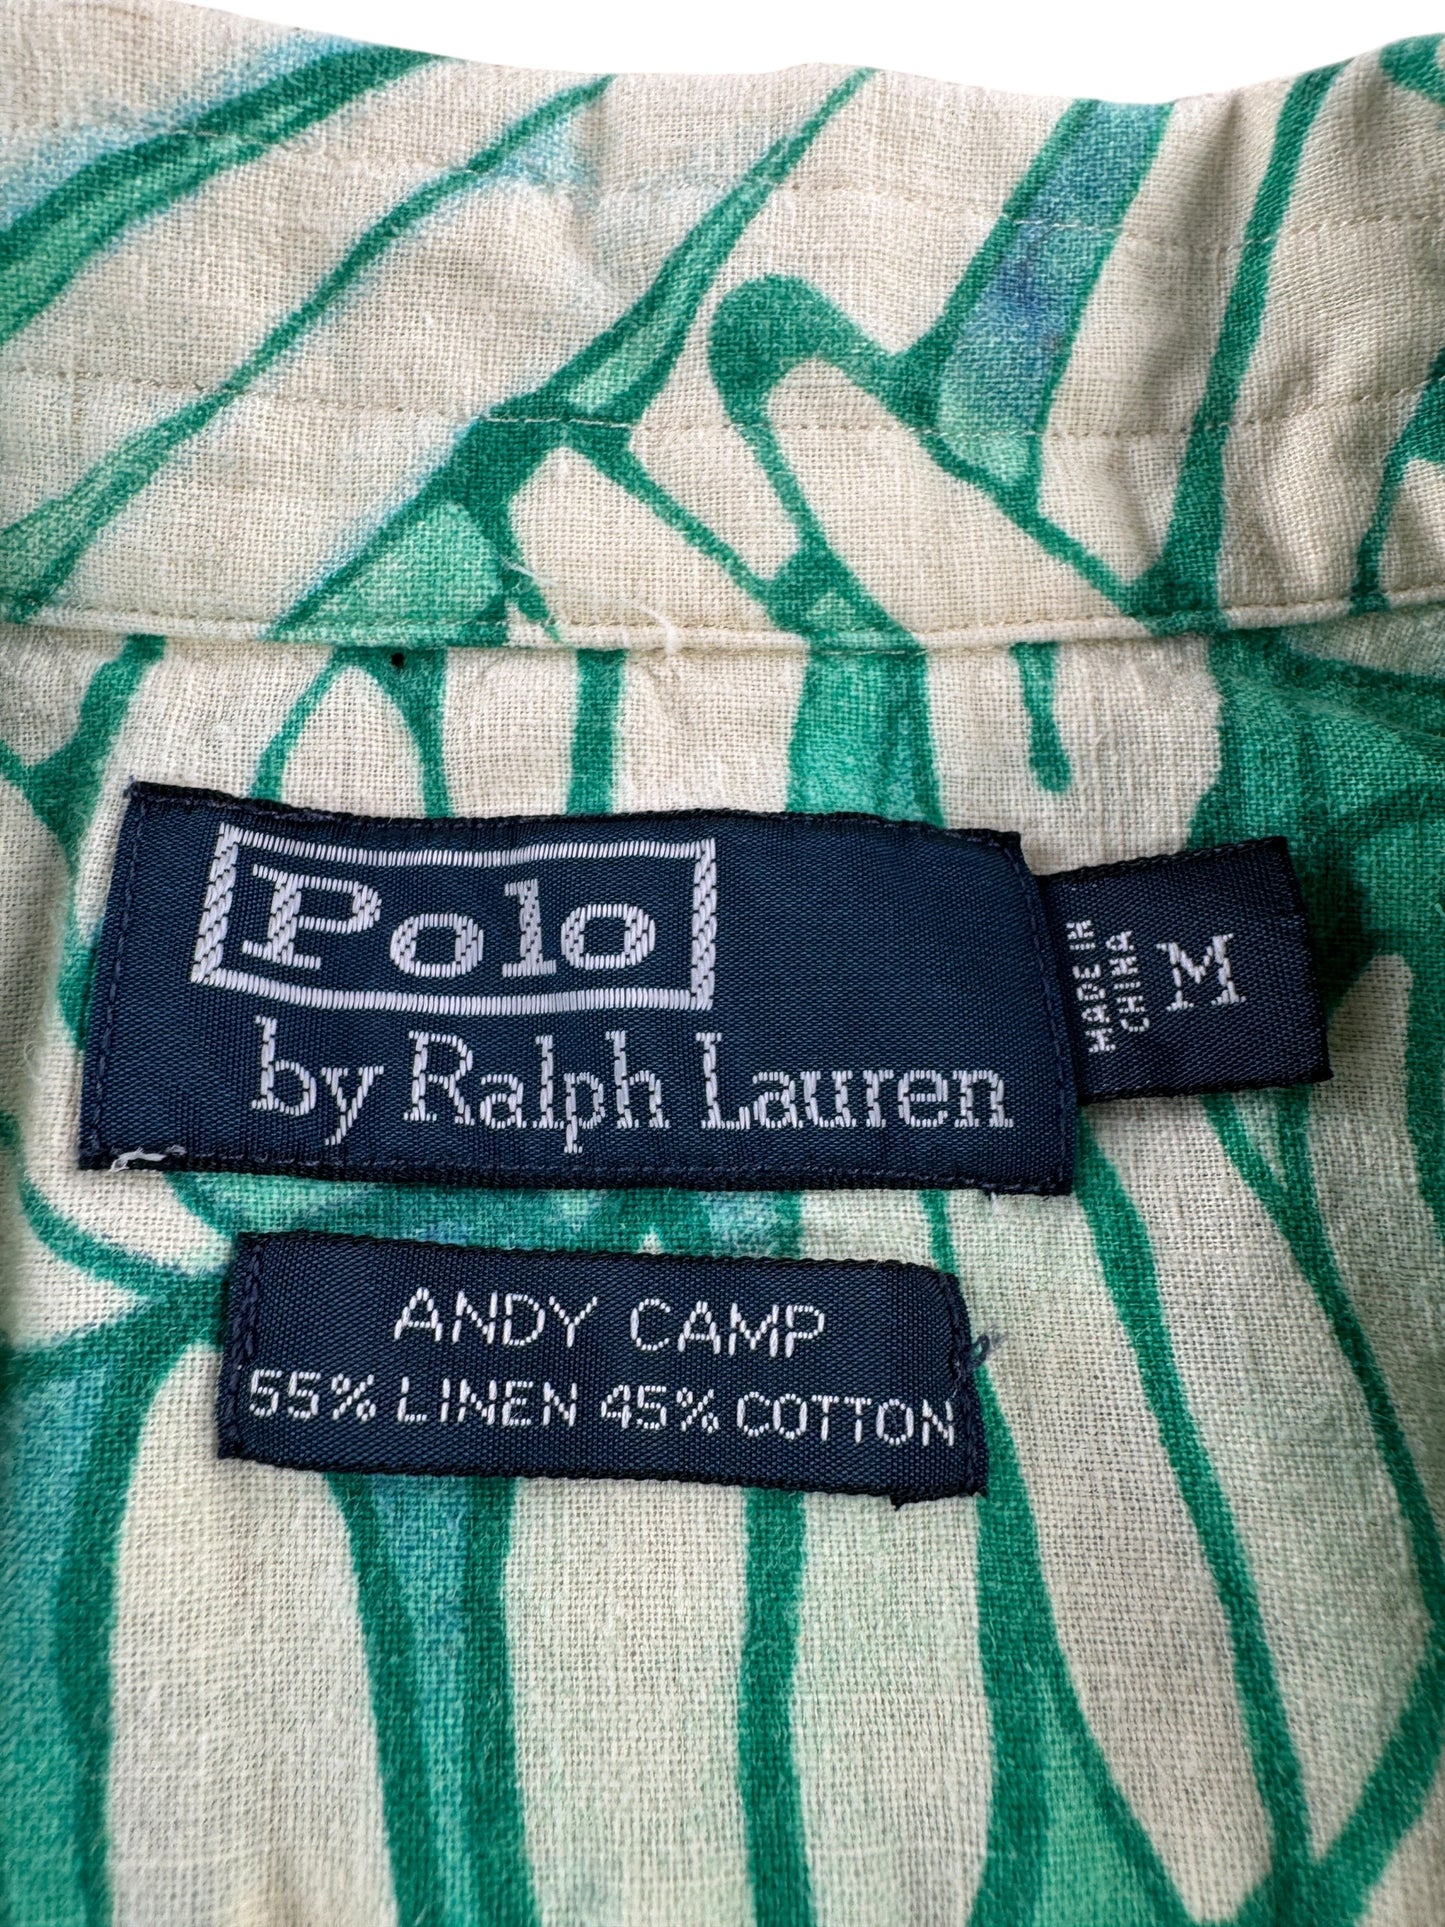 Polo
by Ralph Lauren
MADE IN
CHINA
M
ANDY CAMP
55% LINEN 45% COTTON